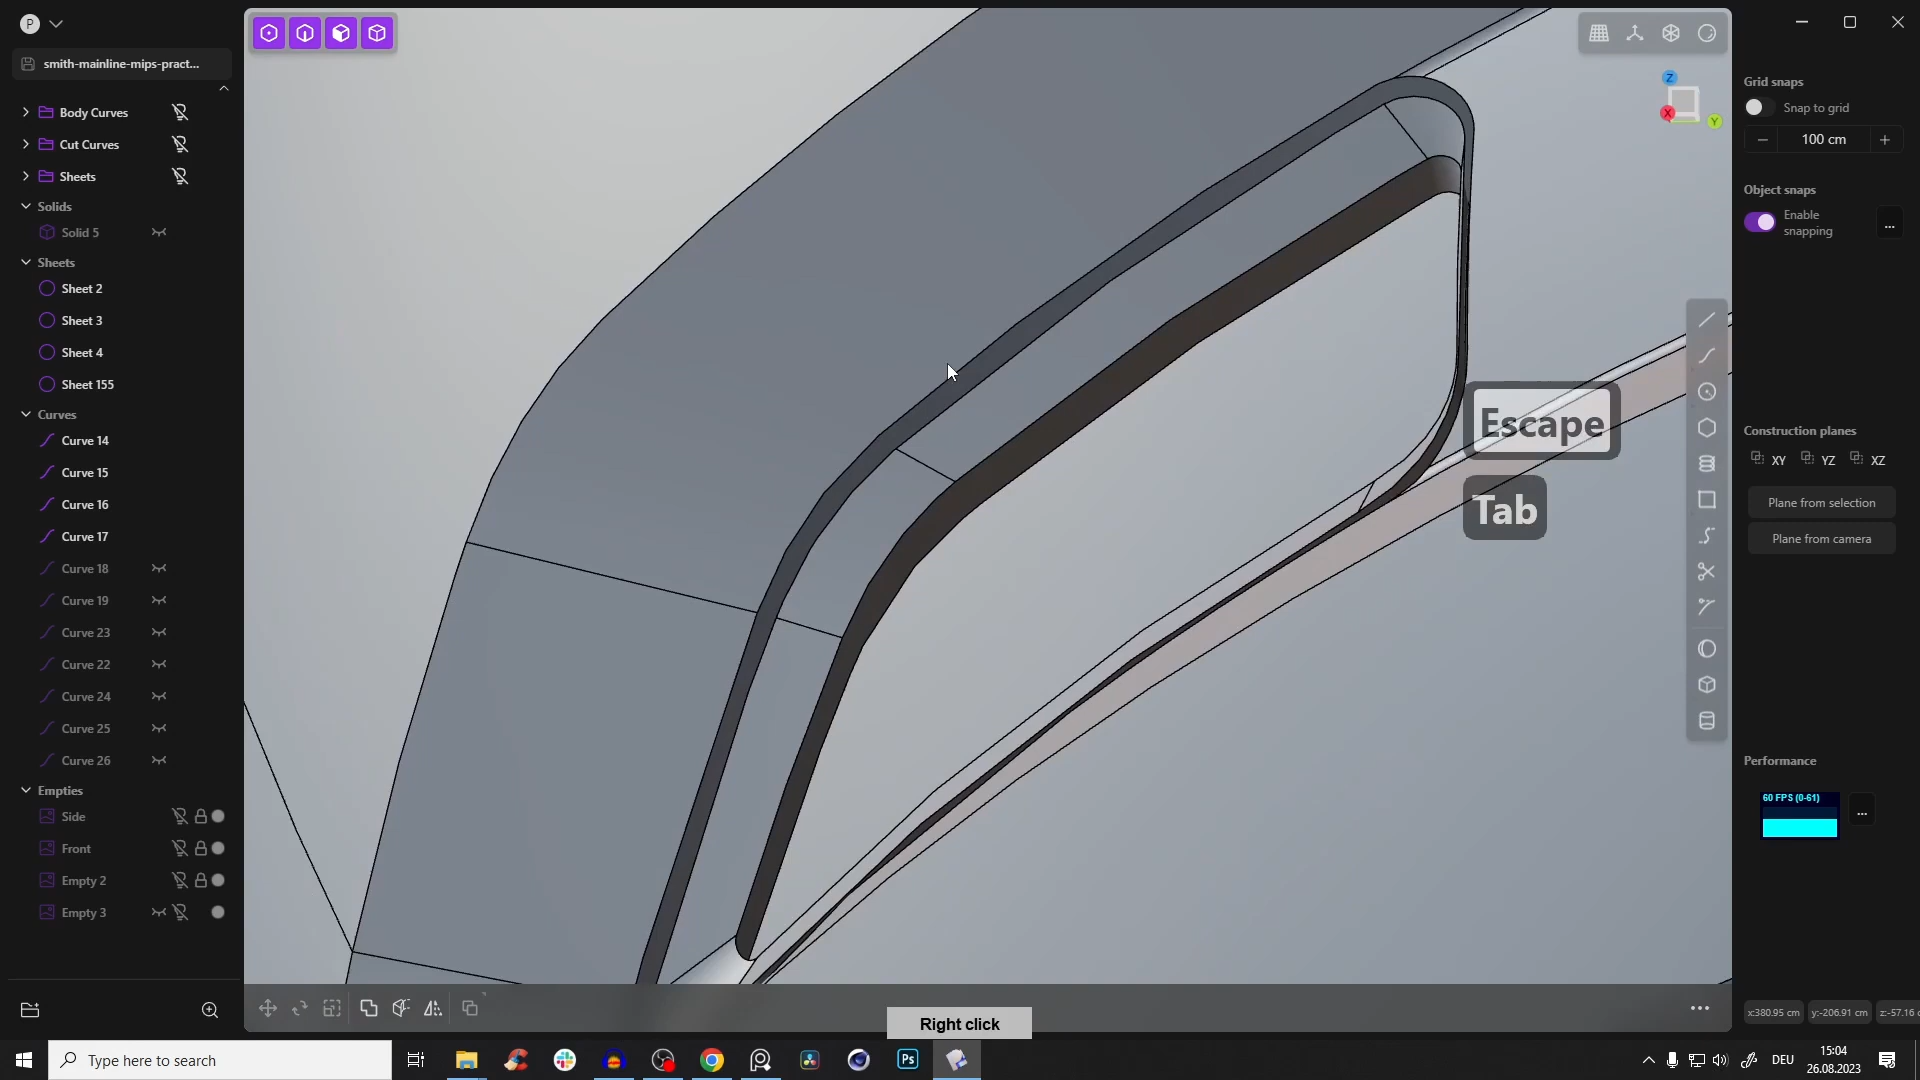 P
smith-mainline-mips-pract...
Body Curves
Cut Curves
Sheets
Solids
Solid 5
Sheets
Sheet 2
Sheet 3
Sheet 4
Sheet 155
Curves
Curve 14
Curve 15
Curve 16
Curve 17
Curve 18
Curve 19
Curve 23
Curve 22
Curve 24
Curve 25
Curve 26
Empties
Side
Front
Empty 2
Empty 3
Z
X
Y
Escape
Tab
Right click
Grid snaps
Snap to grid
100 cm
Object snaps
Enable
snapping
...
Construction planes
XY YZ XZ
Plane from selection
Plane from camera
Performance
60 FPS (0-61)
...
x:380.95 cm y:-206.91 cm z:-57.16 c
Type here to search
Ps
DEU
15:04
26.08.2023